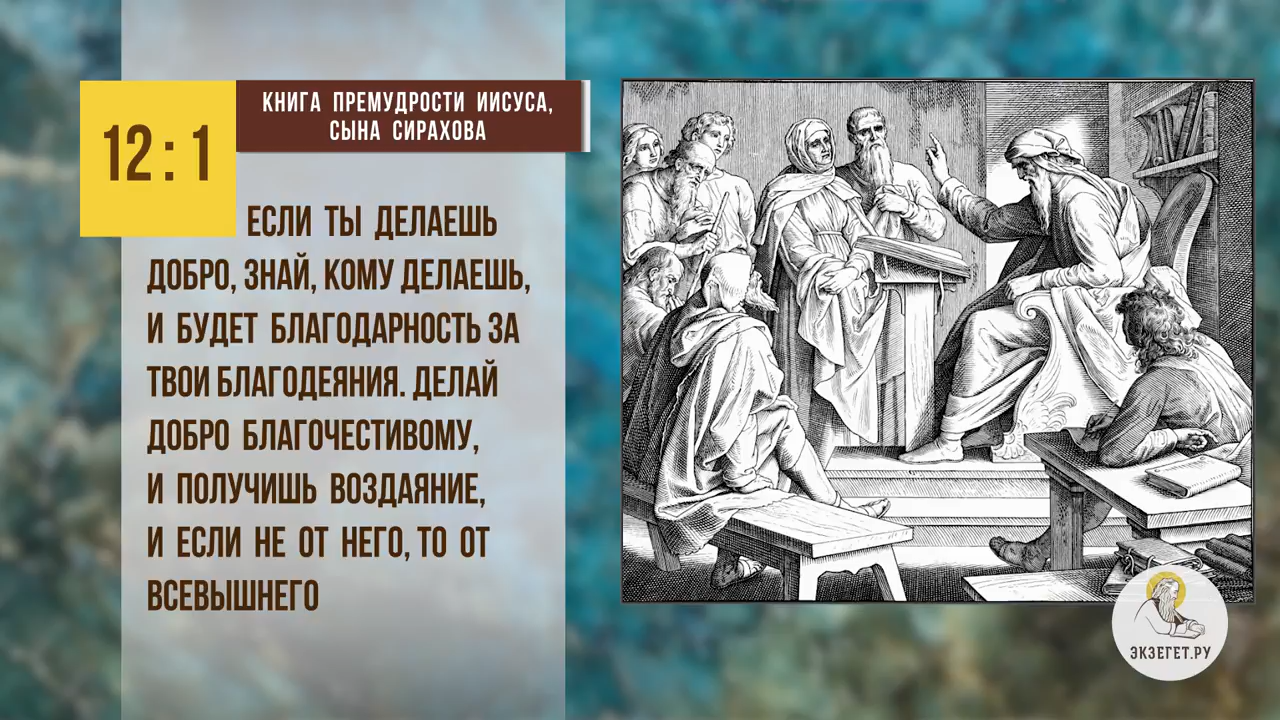 12:1
КНИГА ПРЕМУДРОСТИ ИИСУСА,
СЫНА СИРАХОВА
ЕСЛИ ТЫ ДЕЛАЕШЬ
ДОБРО, ЗНАЙ, КОМУ ДЕЛАЕШЬ,
И БУДЕТ БЛАГОДАРНОСТЬ ЗА
ТВОИ БЛАГОДЕЯНИЯ. ДЕЛАЙ
ДОБРО БЛАГОЧЕСТИВОМУ,
И ПОЛУЧИШЬ ВОЗДАЯНИЕ,
И ЕСЛИ НЕ ОТ НЕГО, ТО ОТ
ВСЕВЫШНЕГО
ЭКЗЕГЕТ.РУ